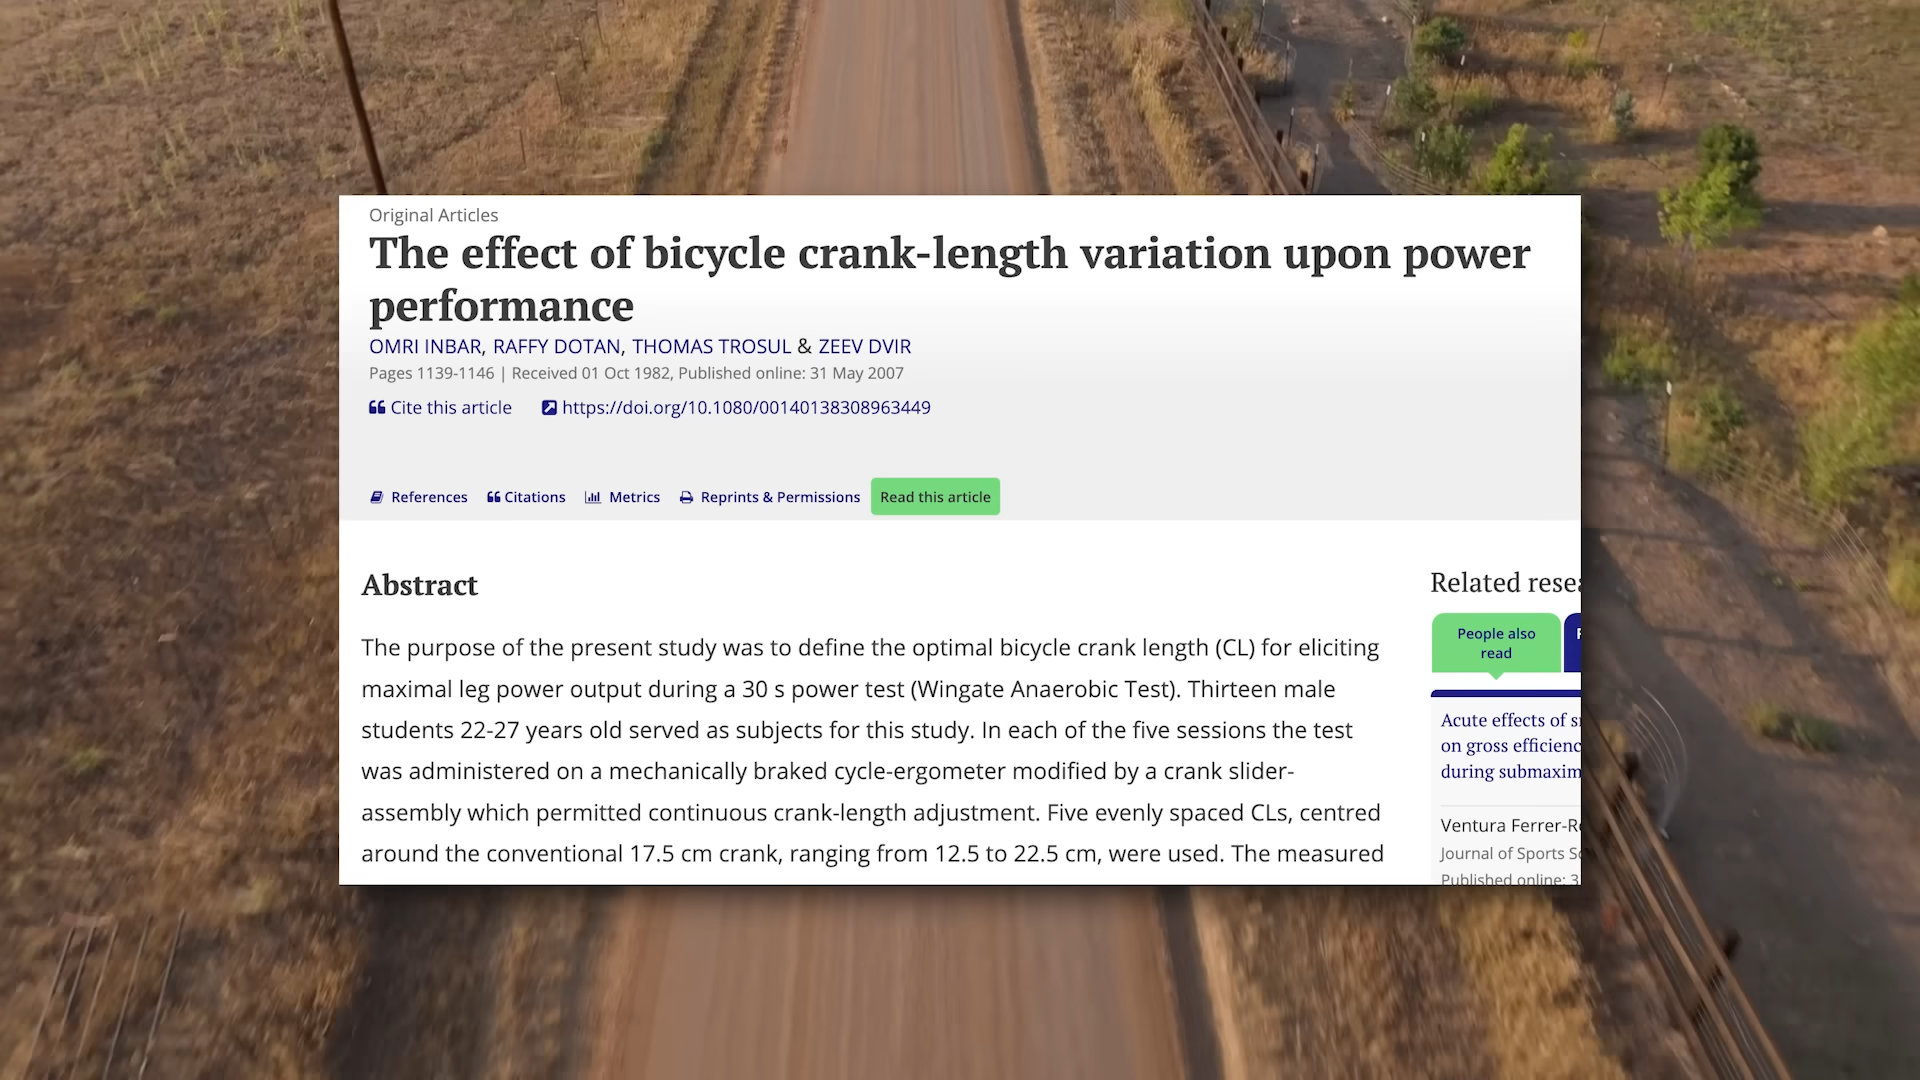 Original Articles
The effect of bicycle crank-length variation upon power
performance
OMRI INBAR, RAFFY DOTAN, THOMAS TROSUL & ZEEV DVIR
Pages 1139-1146 | Received 01 Oct 1982, Published online: 31 May 2007
Cite this article https://doi.org/10.1080/00140138308963449
References Citations Metrics Reprints & Permissions Read this article
Abstract
The purpose of the present study was to define the optimal bicycle crank length (CL) for eliciting
maximal leg power output during a 30 s power test (Wingate Anaerobic Test). Thirteen male
students 22-27 years old served as subjects for this study. In each of the five sessions the test
was administered on a mechanically braked cycle-ergometer modified by a crank slider-
assembly which permitted continuous crank-length adjustment. Five evenly spaced CLs, centred
around the conventional 17.5 cm crank, ranging from 12.5 to 22.5 cm, were used. The measured
Related
People also
read
Acute effects of
on gross
during
Ventura
Journal of Sports
Published online: 3